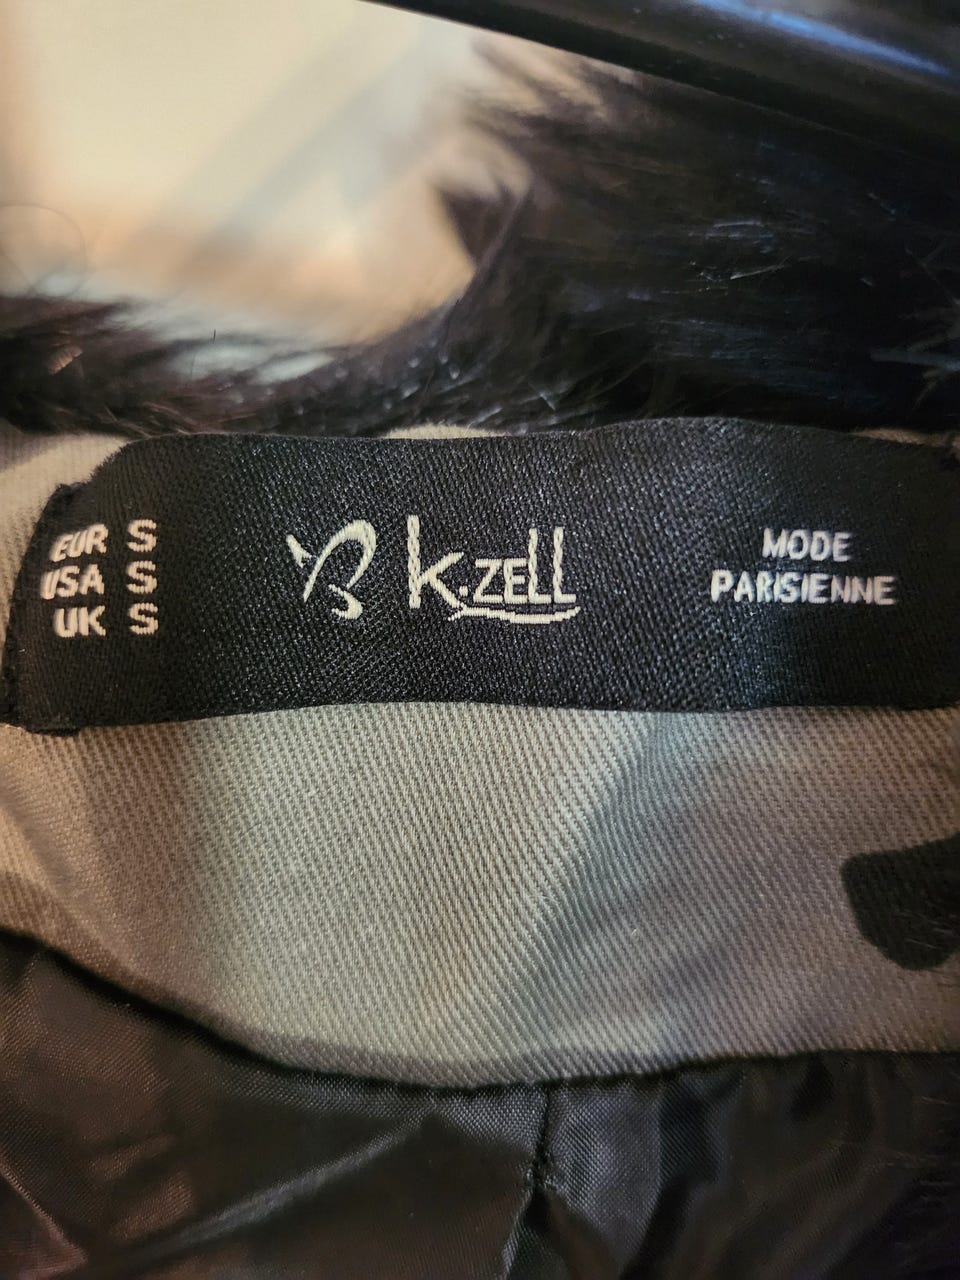 EUR S
USA S
UK S
K.ZELL
MODE
PARISIENNE